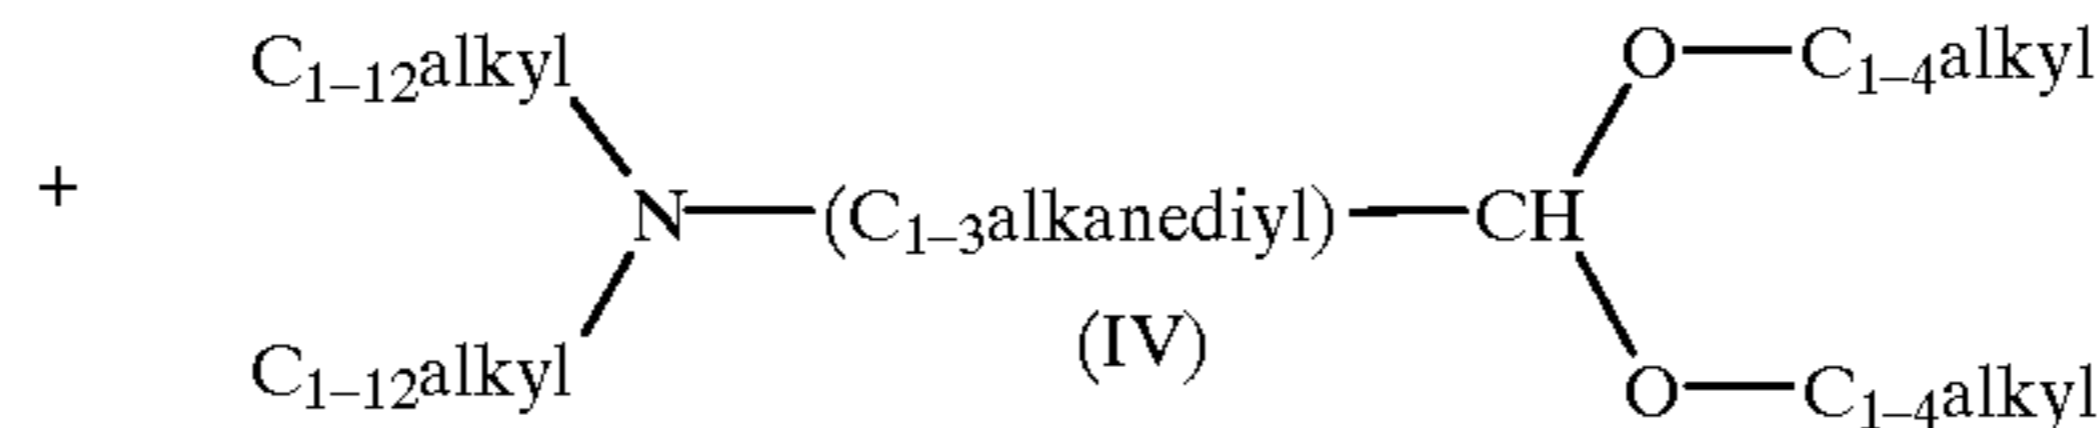 C1–12alkyl O C1–4alkyl
+ N (C1–3alkanediyl) CH
(IV)
C1–12alkyl O C1–4alkyl